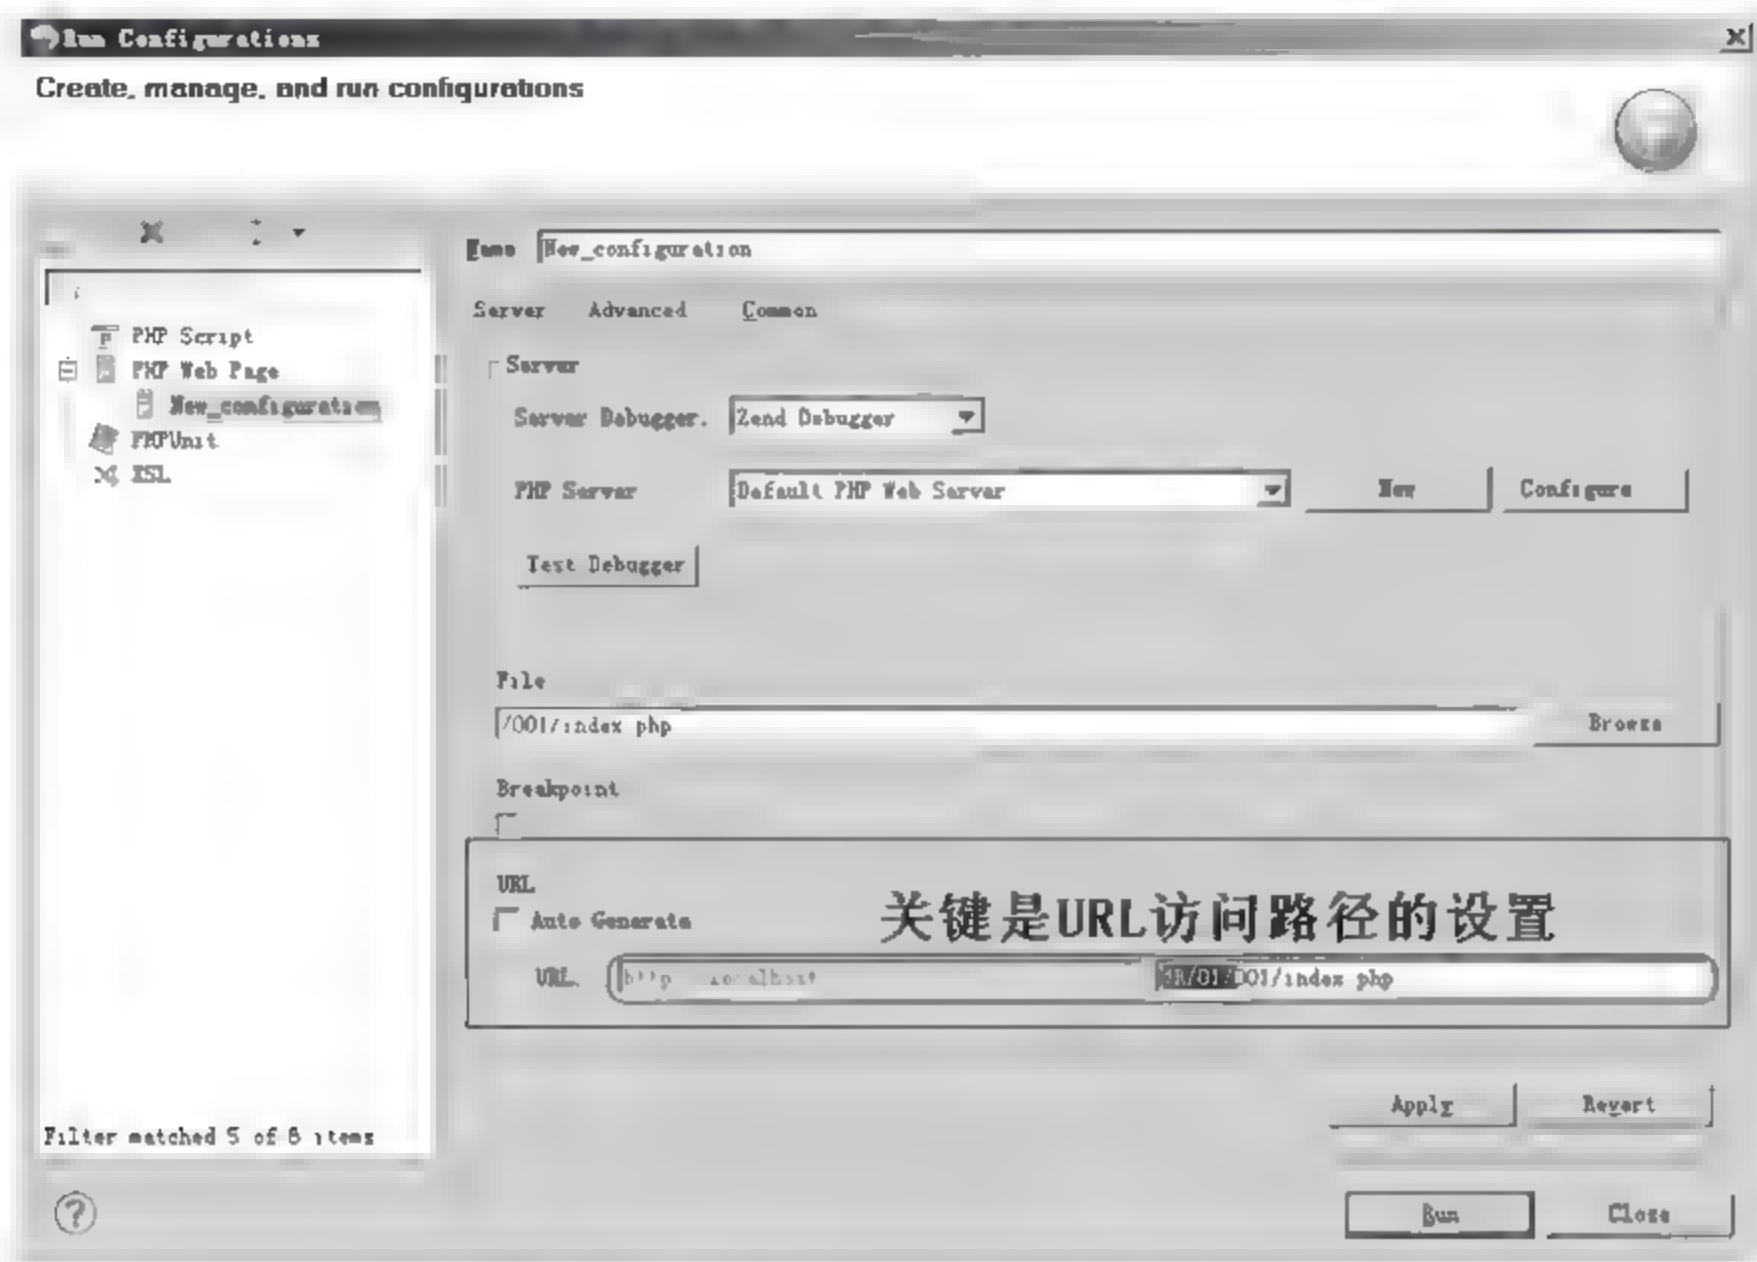 Run Configurations
Create, manage, and run configurations
Name New_configuration
Server Advanced Common
PHP Script
PHP Web Page
New_configuration
PHPUnit
XSL
Filter matched 5 of 8 items
Server
Server Debugger. Zend Debugger
PHP Server Default PHP Web Server New Configure
Test Debugger
File
/001/index php Browse
Breakpoint
URL
Auto Generate
关键是URL访问路径的设置
URL. http localhost /01/001/index php
Apply Revert
Run Close